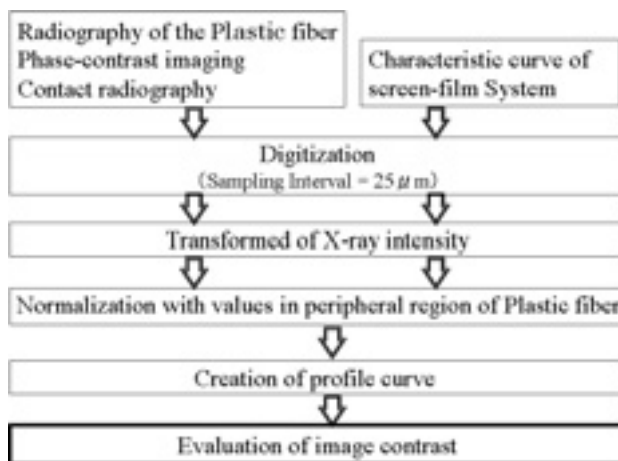 Radiography of the Plastic fiber
Phase-contrast imaging
Contact radiography
Characteristic curve of
screen-film System
Digitization
(Sampling Interval = 25μm)
Transformed of X-ray intensity
Normalization with values in peripheral region of Plastic fiber
Creation of profile curve
Evaluation of image contrast